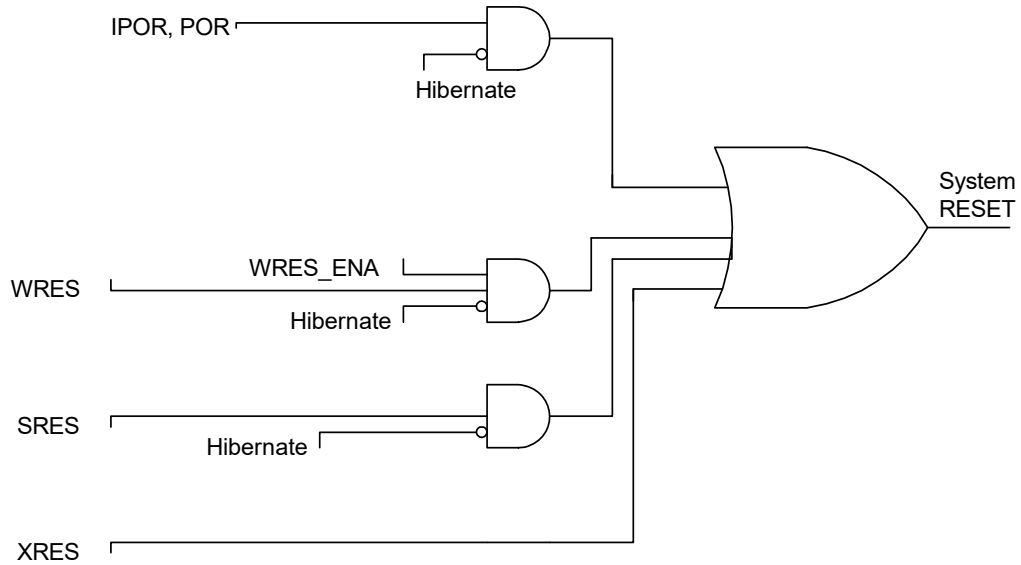 IPOR, POR
Hibernate
System
RESET
WRES_ENA
WRES
Hibernate
SRES
Hibernate
XRES